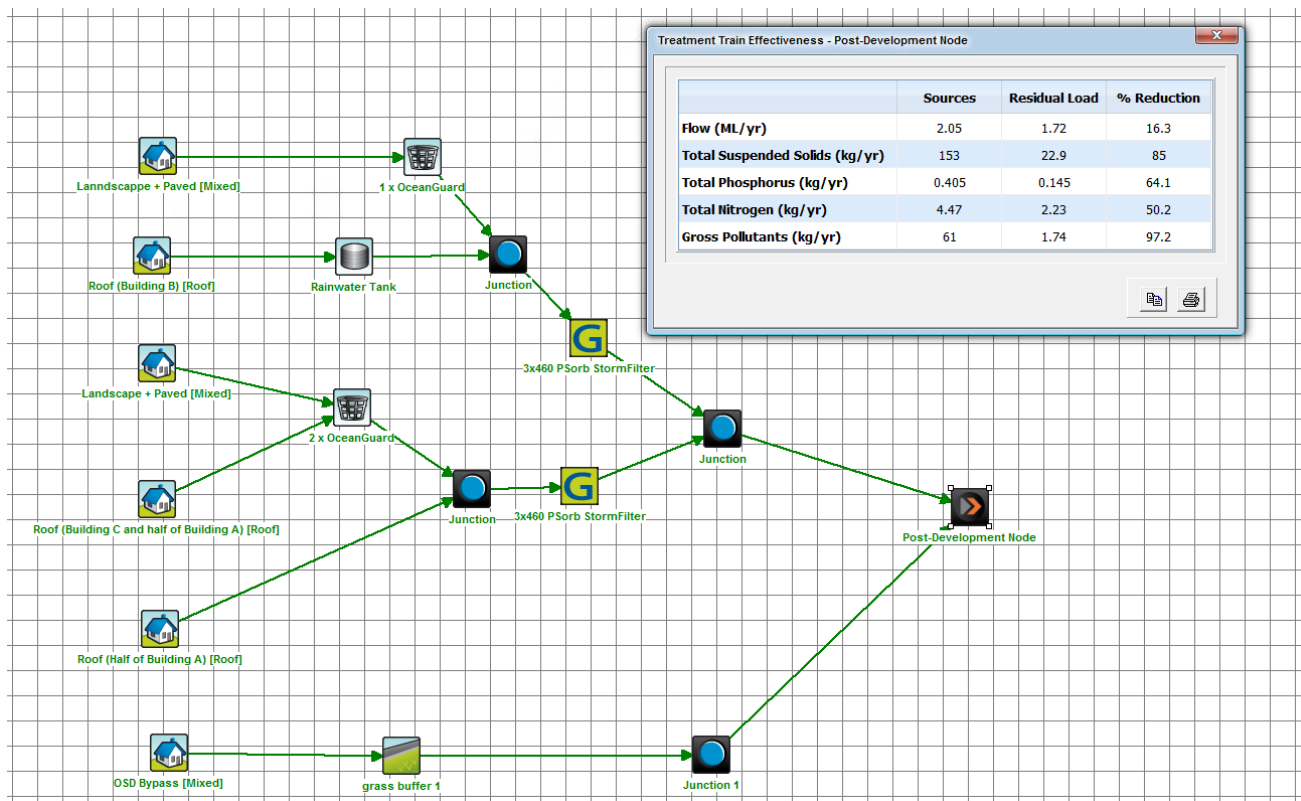 Treatment Train Effectiveness - Post-Development Node
X
Sources Residual Load % Reduction
Flow (ML/yr) 2.05 1.72 16.3
Total Suspended Solids (kg/yr) 153 22.9 85
Total Phosphorus (kg/yr) 0.405 0.145 64.1
Total Nitrogen (kg/yr) 4.47 2.23 50.2
Gross Pollutants (kg/yr) 61 1.74 97.2
Lanndscappe + Paved [Mixed]
1 x OceanGuard
Roof (Building B) [Roof]
Rainwater Tank
Junction
G
3x460 PSorb StormFilter
Landscape + Paved [Mixed]
2 x OceanGuard
Junction
Roof (Building C and half of Building A) [Roof]
Junction
G
3x460 PSorb StormFilter
Post-Development Node
Roof (Half of Building A) [Roof]
OSD Bypass [Mixed]
grass buffer 1
Junction 1